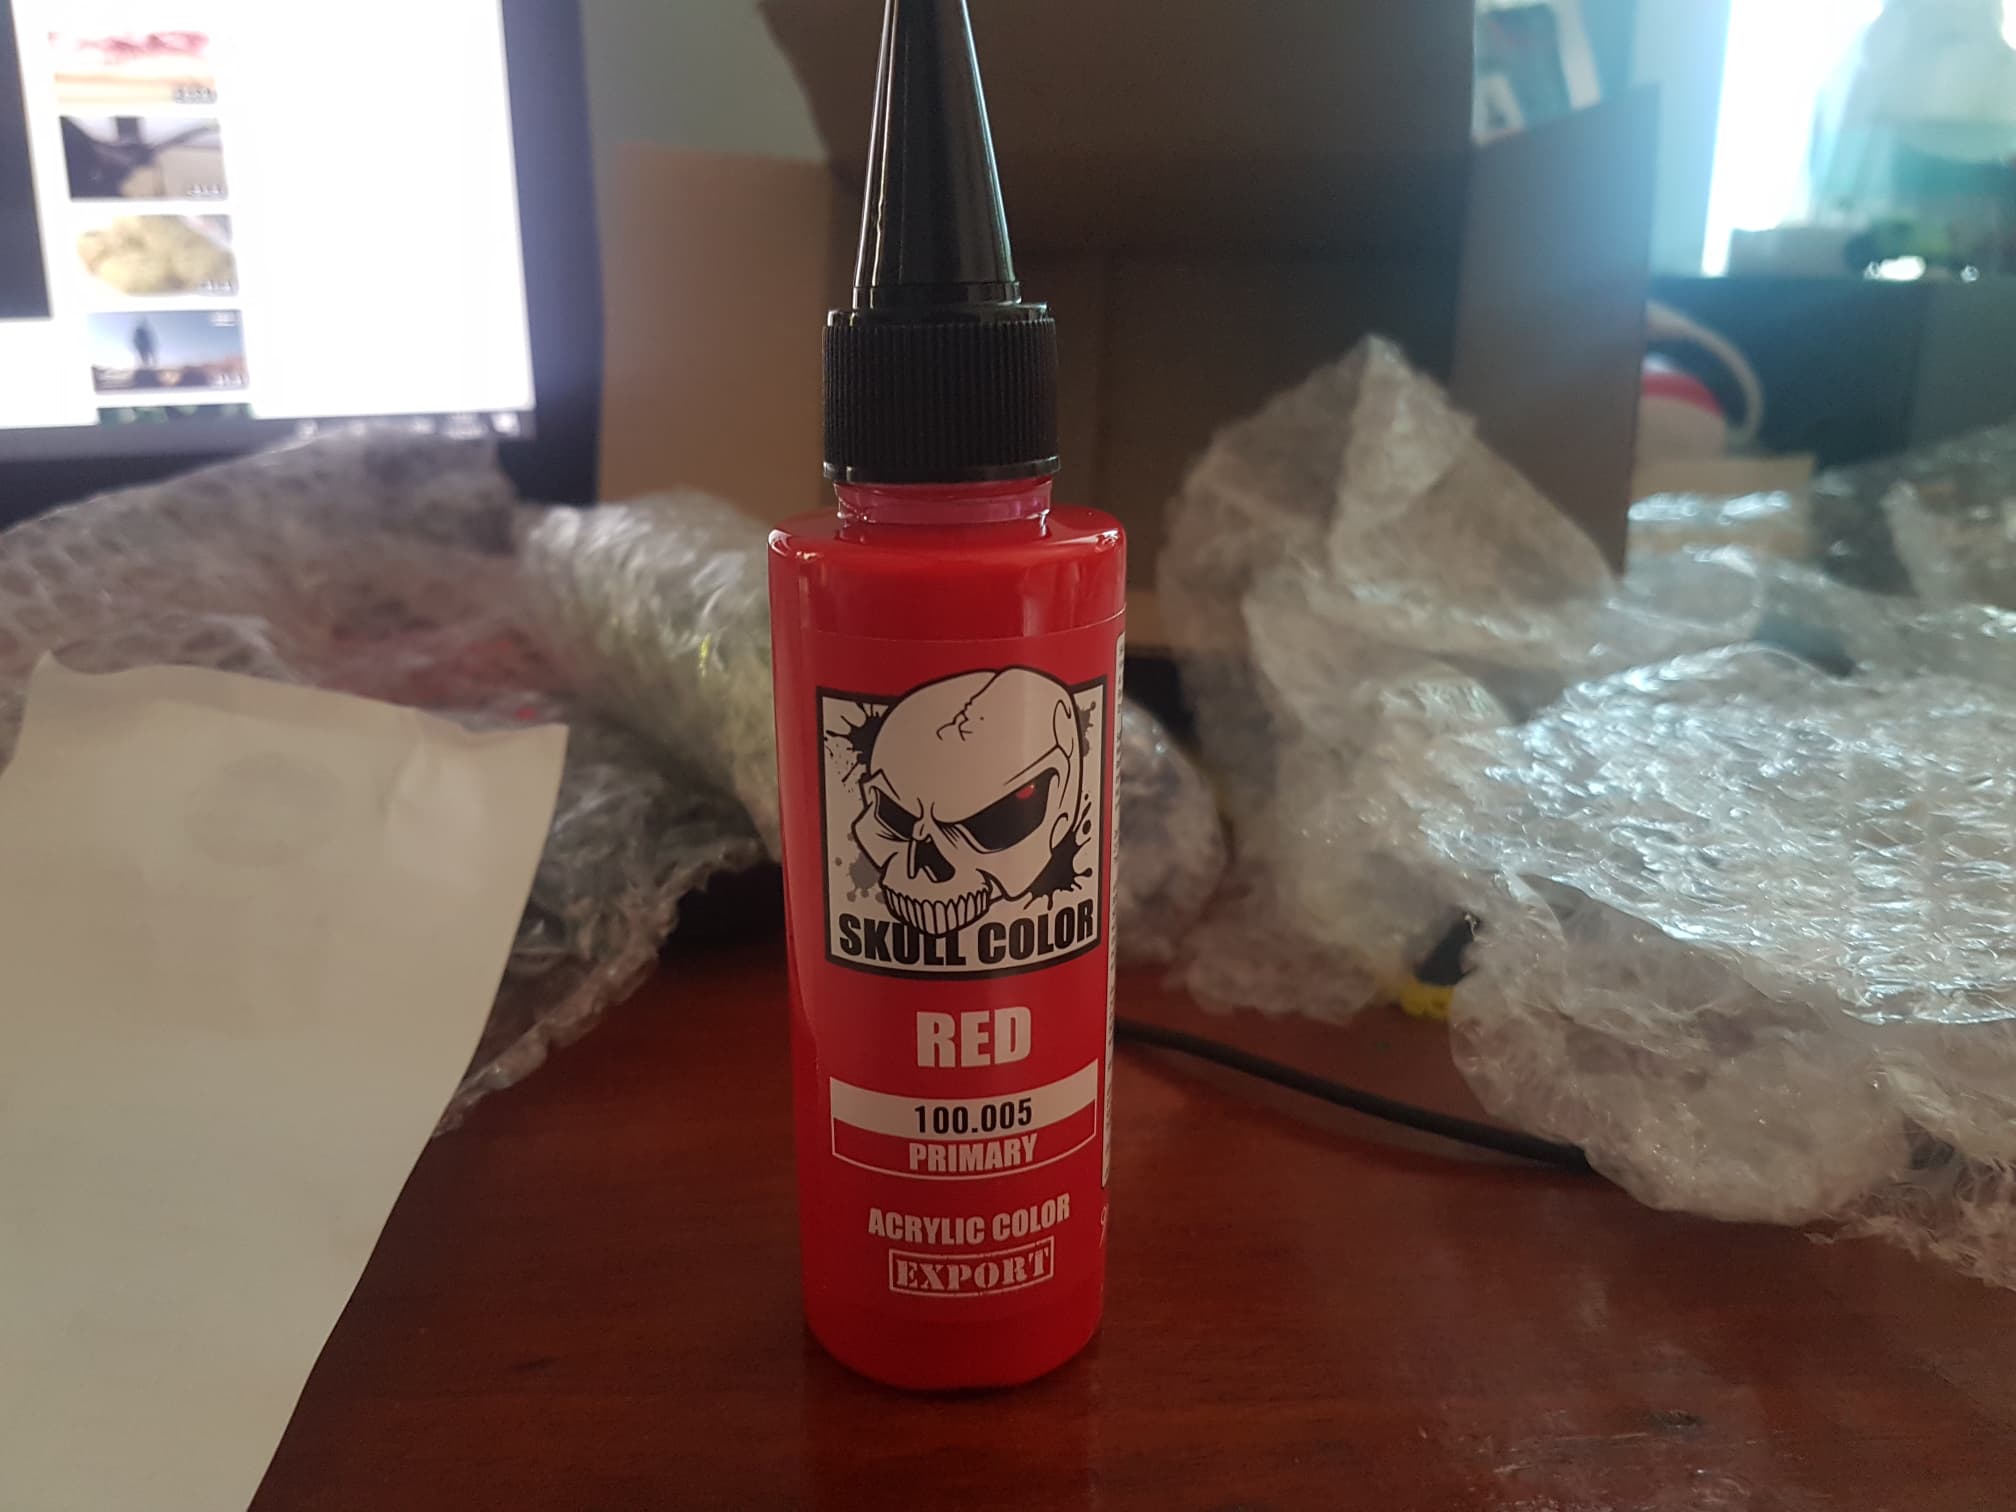 SKULL COLOR
RED
100.005
PRIMARY
ACRYLIC COLOR
EXPORT